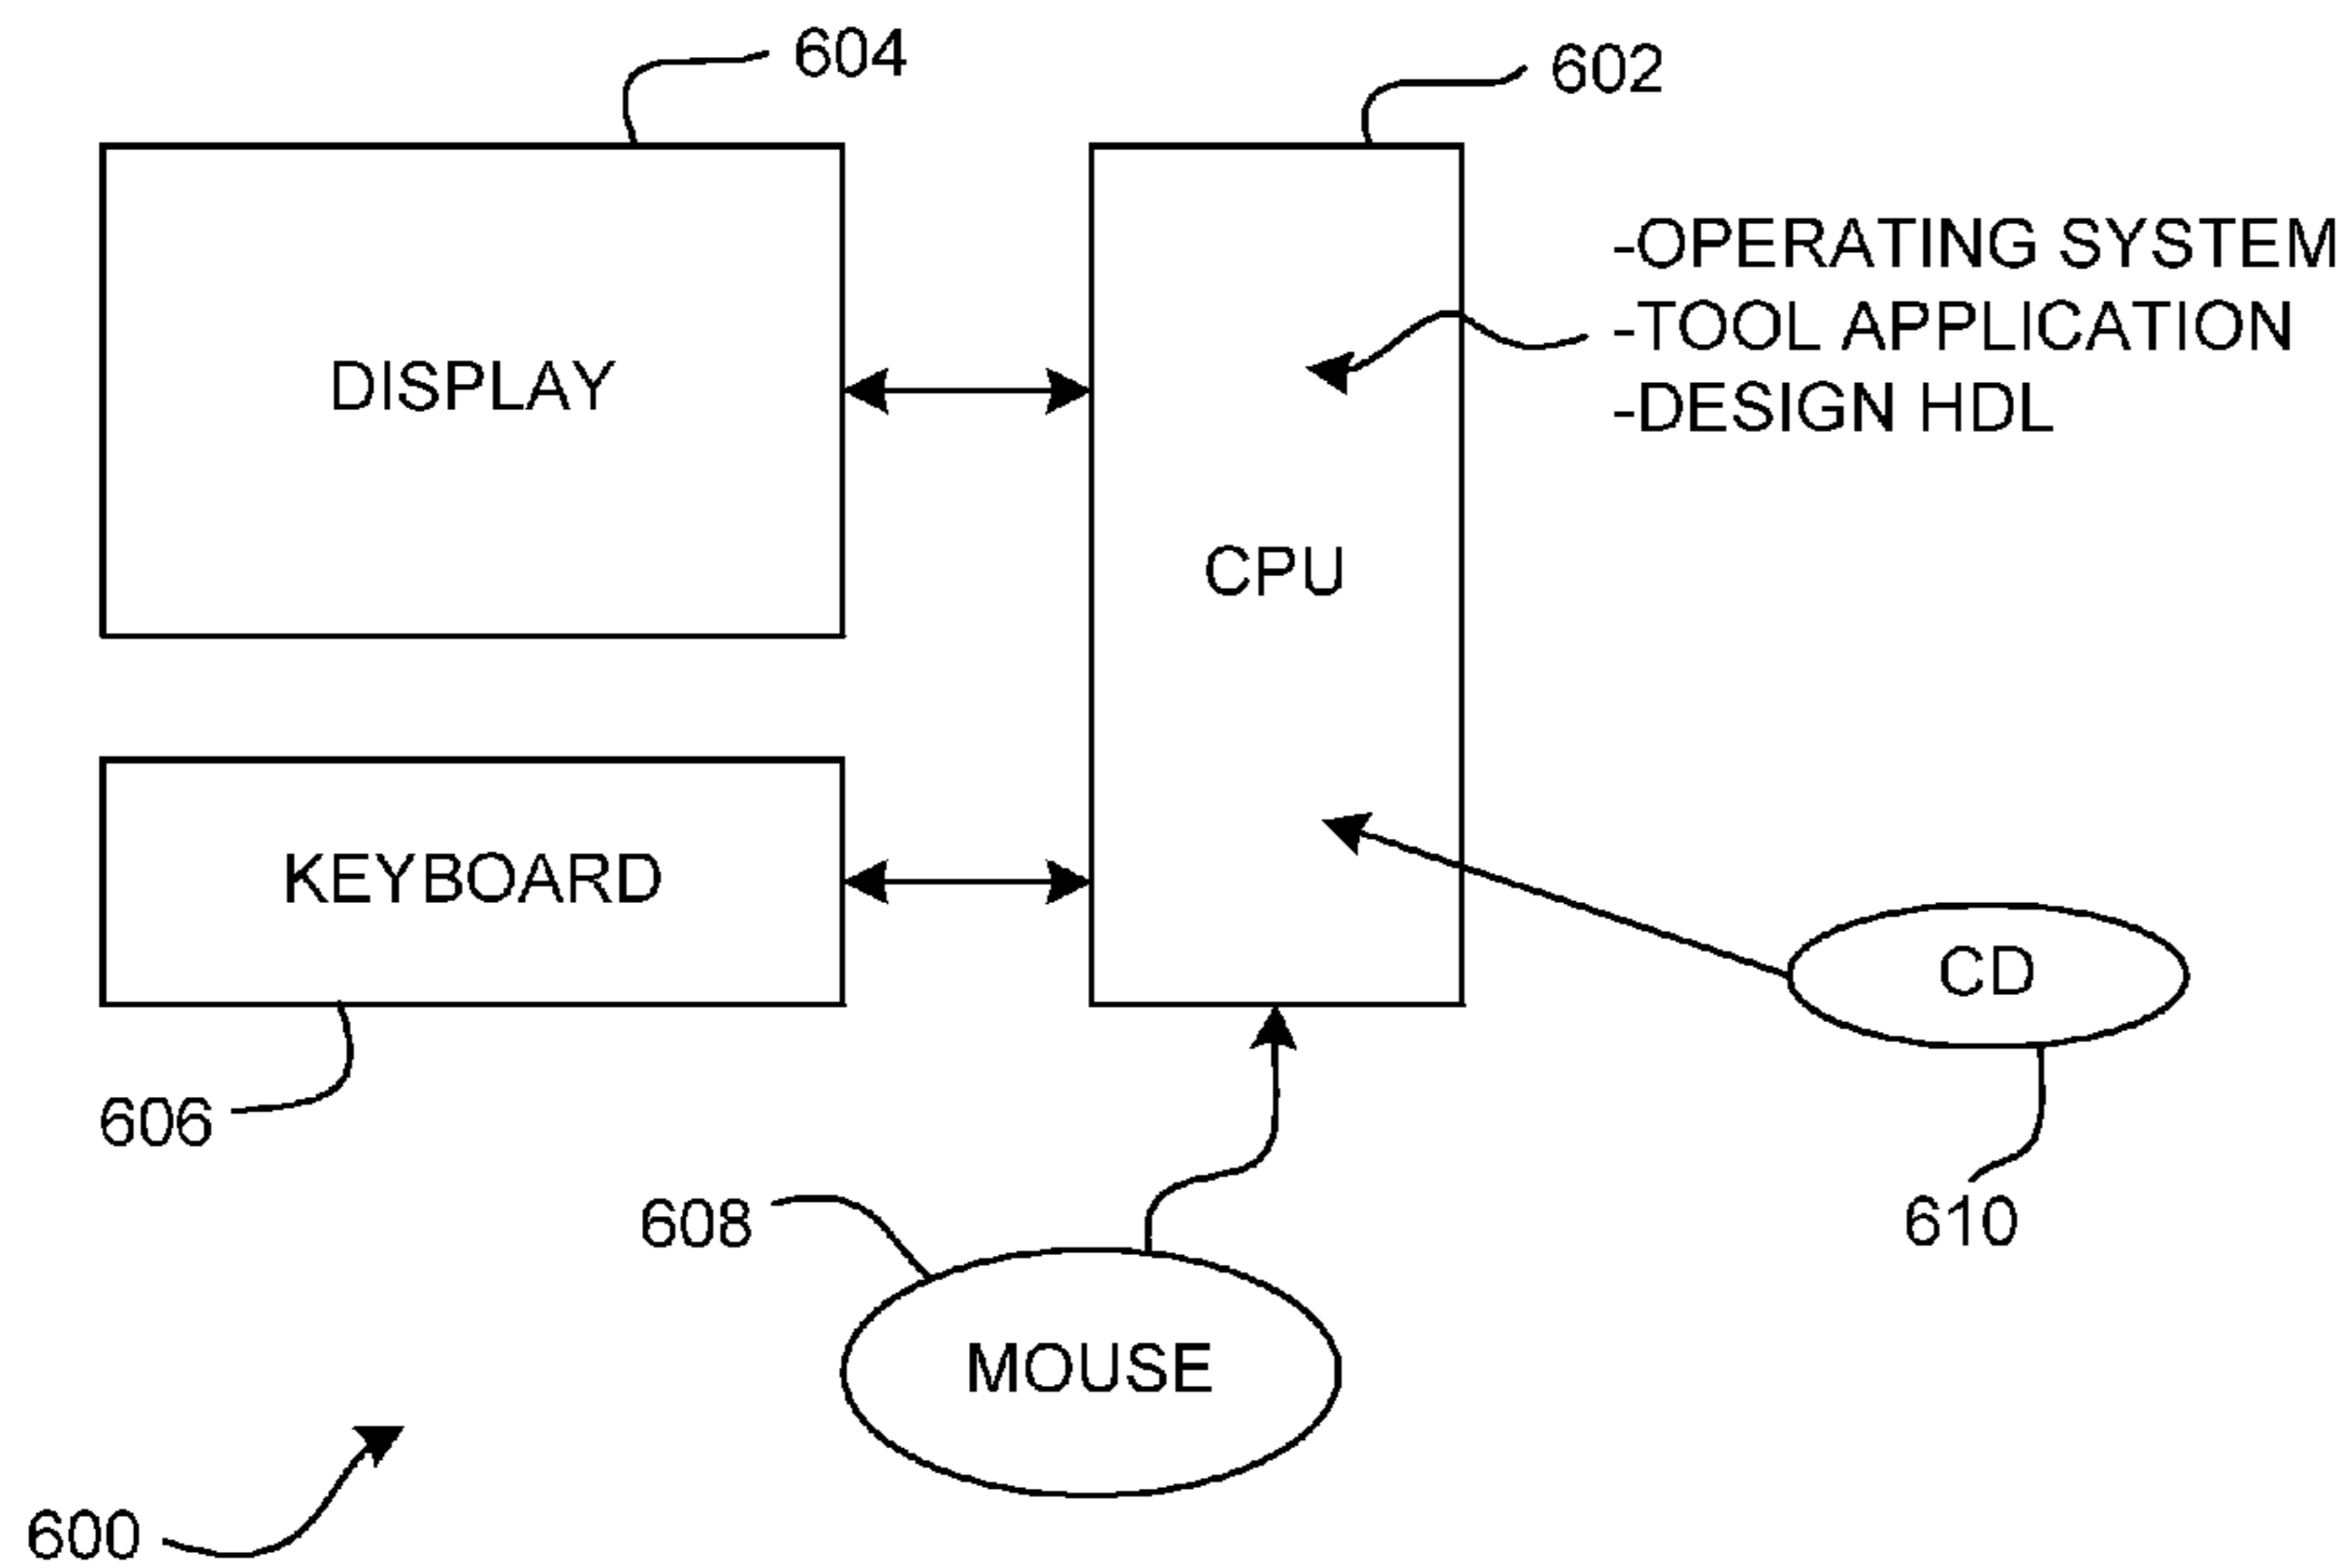 604
602
-OPERATING SYSTEM
-TOOL APPLICATION
-DESIGN HDL
DISPLAY
CPU
KEYBOARD
CD
606
608
610
MOUSE
600